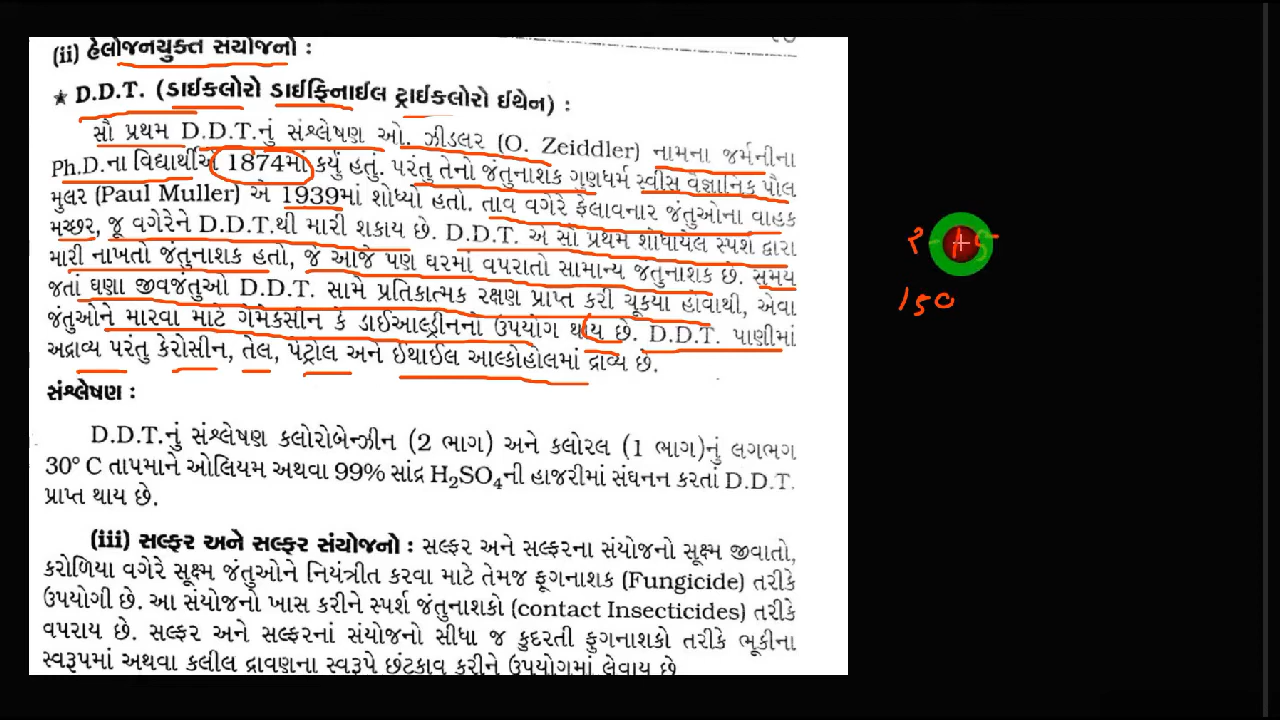 (ii) હેલોજનયુક્ત સંયોજનો :
★ D.D.T. (ડાઈક્લોરો ડાઈફિનાઈલ ટ્રાઈક્લોરો ઈથેન) :
સૌ પ્રથમ D.D.T.નું સંશ્લેષણ ઓ. ઝીડલર (O. Zeiddler) નામના જર્મનીના
Ph.D.ના વિદ્યાર્થીએ 1874માં કર્યું હતું. પરંતુ તેનો જંતુનાશક ગુણધર્મ સ્વીસ વૈજ્ઞાનિક પૌલ
મુલર (Paul Muller) એ 1939માં શોધ્યો હતો. તાવ વગેરે ફેલાવનાર જંતુઓના વાહક
મચ્છર, જૂ વગેરેને D.D.T.થી મારી શકાય છે. D.D.T. એ સૌ પ્રથમ શોધાયેલ સ્પર્શ દ્વારા
મારી નાખતો જંતુનાશક હતો, જે આજે પણ ઘરમાં વપરાતો સામાન્ય જંતુનાશક છે. સમય
જતાં ઘણા જીવજંતુઓ D.D.T. સામે પ્રતિકાત્મક રક્ષણ પ્રાપ્ત કરી ચૂક્યા હોવાથી, એવા
જંતુઓને મારવા માટે ગેમેક્સીન કે ડાઈઆલ્ડ્રીનનો ઉપયોગ થાય છે. D.D.T. પાણીમાં
અદ્રાવ્ય પરંતુ કેરોસીન, તેલ, પેટ્રોલ અને ઈથાઈલ આલ્કોહોલમાં દ્રાવ્ય છે.
સંશ્લેષણ :
D.D.T.નું સંશ્લેષણ ક્લોરોબેન્ઝીન (2 ભાગ) અને ક્લોરલ (1 ભાગ)નું લગભગ
30° C તાપમાને ઓલિયમ અથવા 99% સાંદ્ર H₂SO₄ની હાજરીમાં સંઘનન કરતાં D.D.T.
પ્રાપ્ત થાય છે.
(iii) સલ્ફર અને સલ્ફર સંયોજનો : સલ્ફર અને સલ્ફરના સંયોજનો સૂક્ષ્મ જીવાતો,
કરોળિયા વગેરે સૂક્ષ્મ જંતુઓને નિયંત્રીત કરવા માટે તેમજ ફૂગનાશક (Fungicide) તરીકે
ઉપયોગી છે. આ સંયોજનો ખાસ કરીને સ્પર્શ જંતુનાશકો (contact Insecticides) તરીકે
વપરાય છે. સલ્ફર અને સલ્ફરનાં સંયોજનો સીધા જ કુદરતી ફુગનાશકો તરીકે ભૂકીના
સ્વરૂપમાં અથવા કલીલ દ્રાવણના સ્વરૂપે છંટકાવ કરીને ઉપયોગમાં લેવાય છે.
150